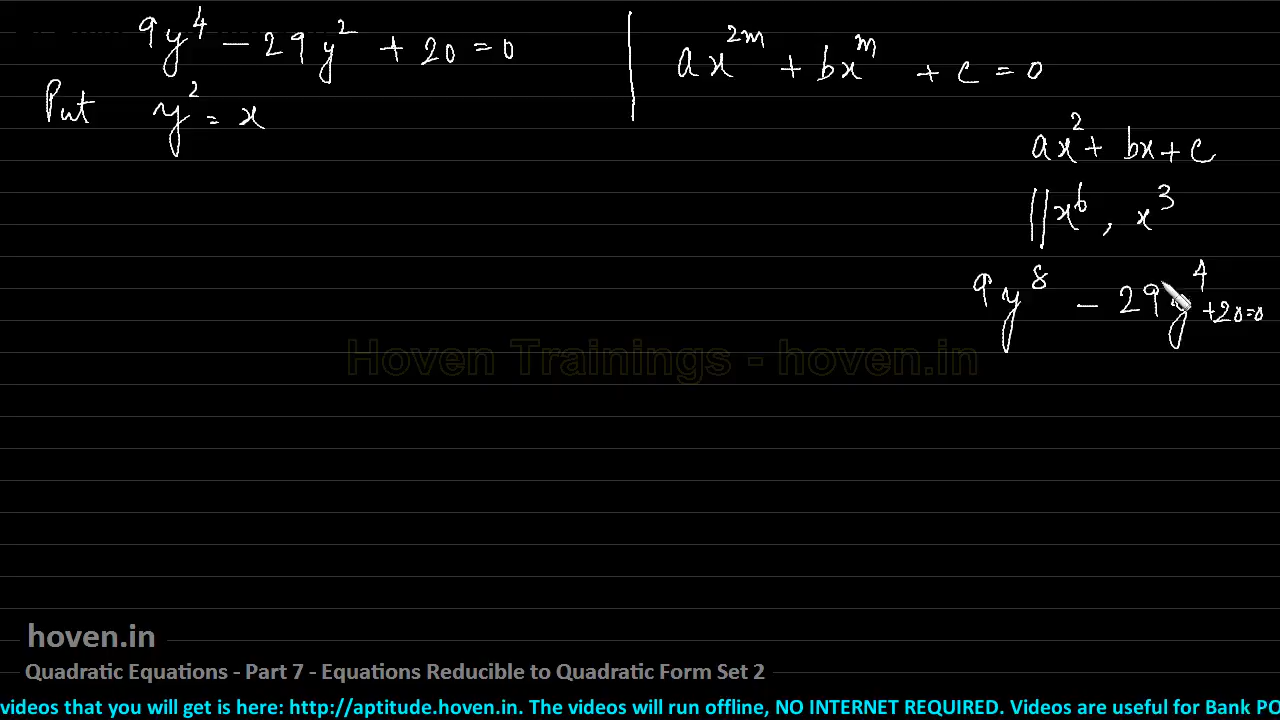 9y⁴ - 29y² + 20 = 0
Put y² = x
ax²ᵐ + bxᵐ + c = 0
ax² + bx + c
x⁶, x³
9y⁸ - 29y⁴ + 20 = 0
Hoven Trainings - hoven.in
hoven.in
Quadratic Equations - Part 7 - Equations Reducible to Quadratic Form Set 2
videos that you will get is here: http://aptitude.hoven.in. The videos will run offline, NO INTERNET REQUIRED. Videos are useful for Bank PO